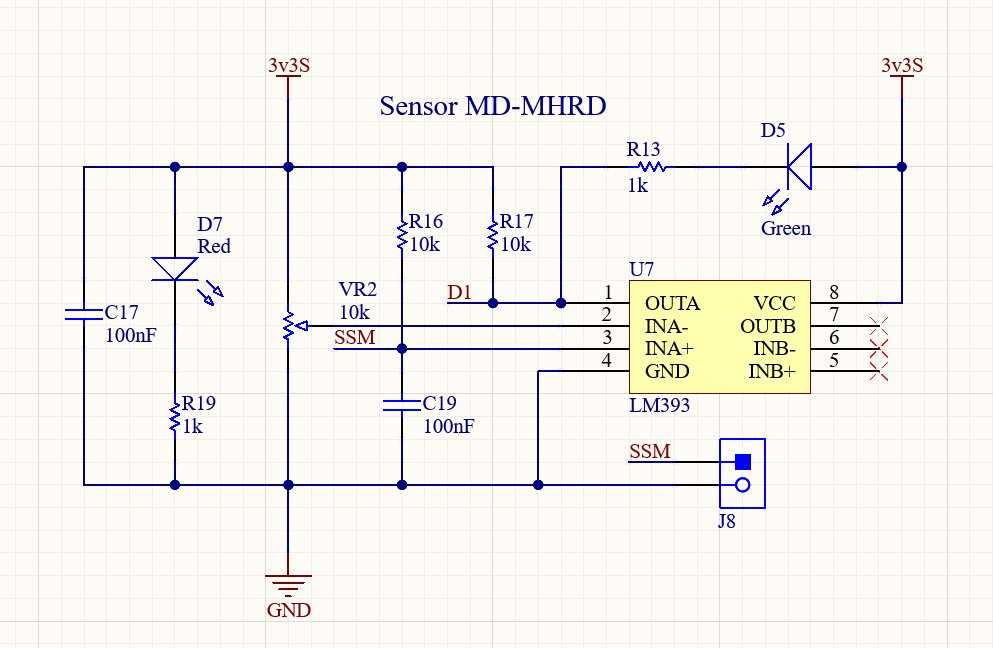 3v3S
3v3S
Sensor MD-MHRD
D5
R13
1k
Green
D7
Red
R16
10k
R17
10k
U7
VR2
10k
D1
SSM
C17
100nF
1
2
3
4
OUTA
INA-
INA+
GND
VCC
OUTB
INB-
INB+
8
7
6
5
LM393
R19
1k
C19
100nF
SSM
J8
GND